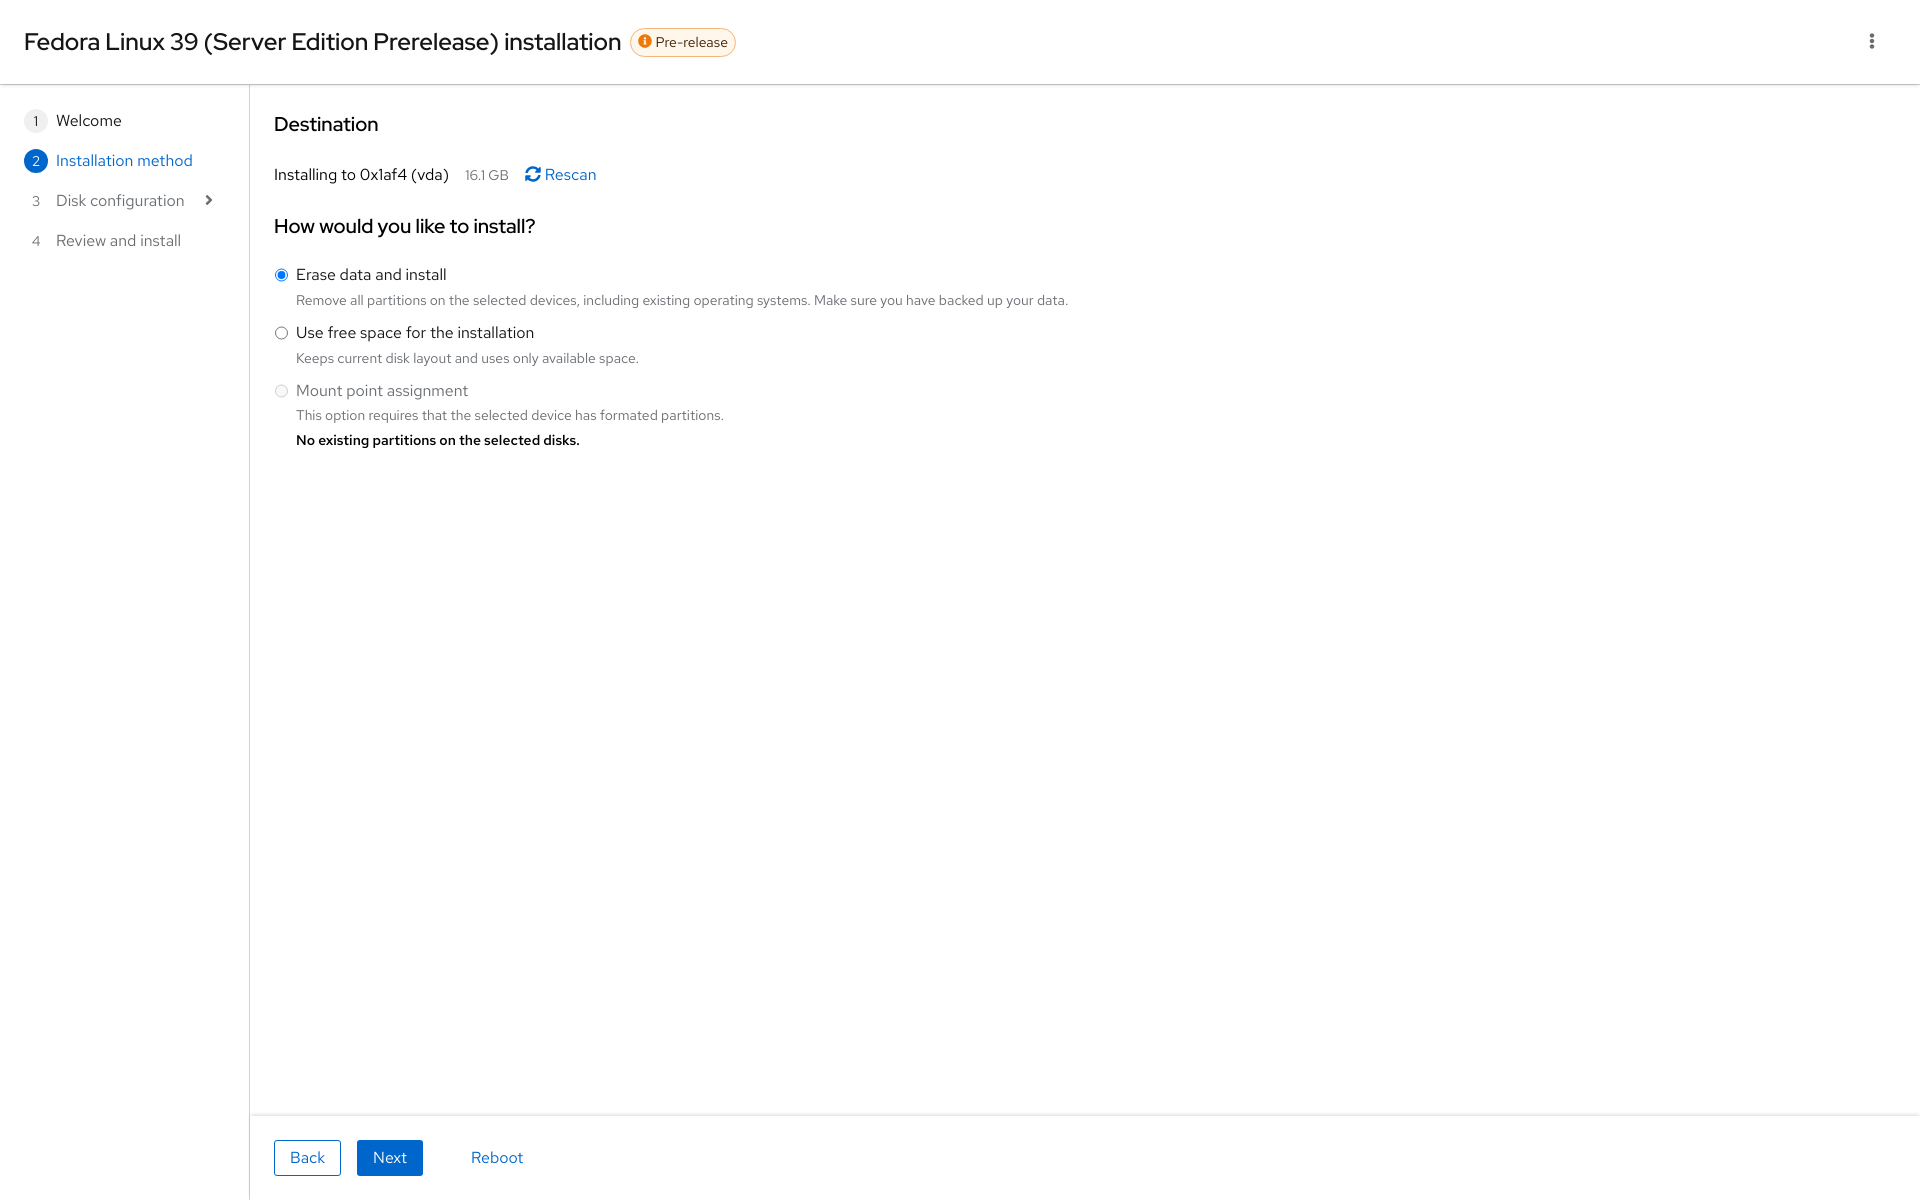 Fedora Linux 39 (Server Edition Prerelease) installation Pre-release
1 Welcome
2 Installation method
3 Disk configuration
4 Review and install
Destination
Installing to 0x1af4 (vda) 16.1 GB Rescan
How would you like to install?
Erase data and install
Remove all partitions on the selected devices, including existing operating systems. Make sure you have backed up your data.
Use free space for the installation
Keeps current disk layout and uses only available space.
Mount point assignment
This option requires that the selected device has formated partitions.
No existing partitions on the selected disks.
Back Next Reboot